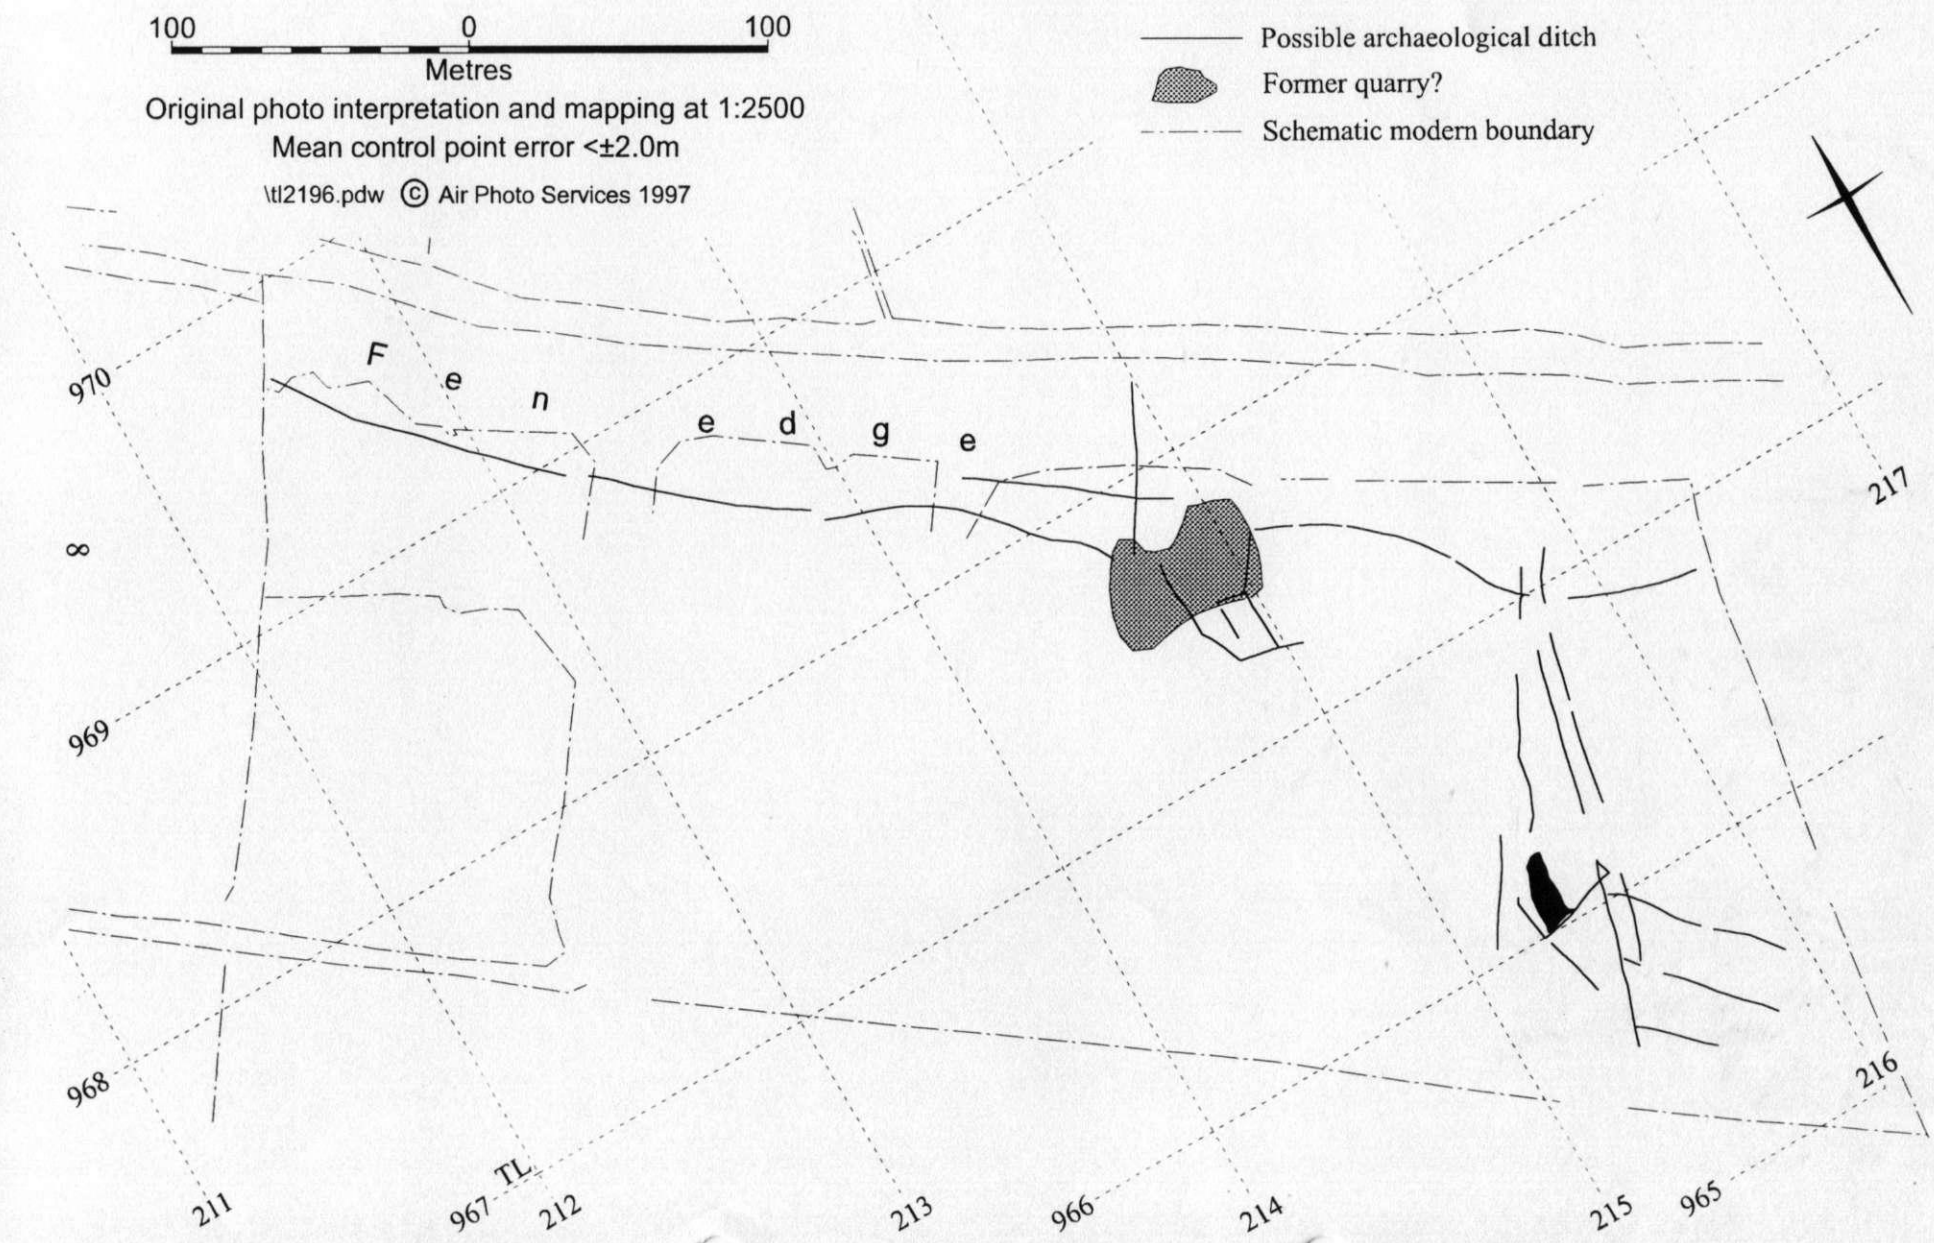 100 0 100
Metres
Original photo interpretation and mapping at 1:2500
Mean control point error <±2.0m
\tl2196.pdw © Air Photo Services 1997
Possible archaeological ditch
Former quarry?
Schematic modern boundary
Fen edge
970
217
∞
969
968
216
TL
211
967
212
213
966
214
215
965